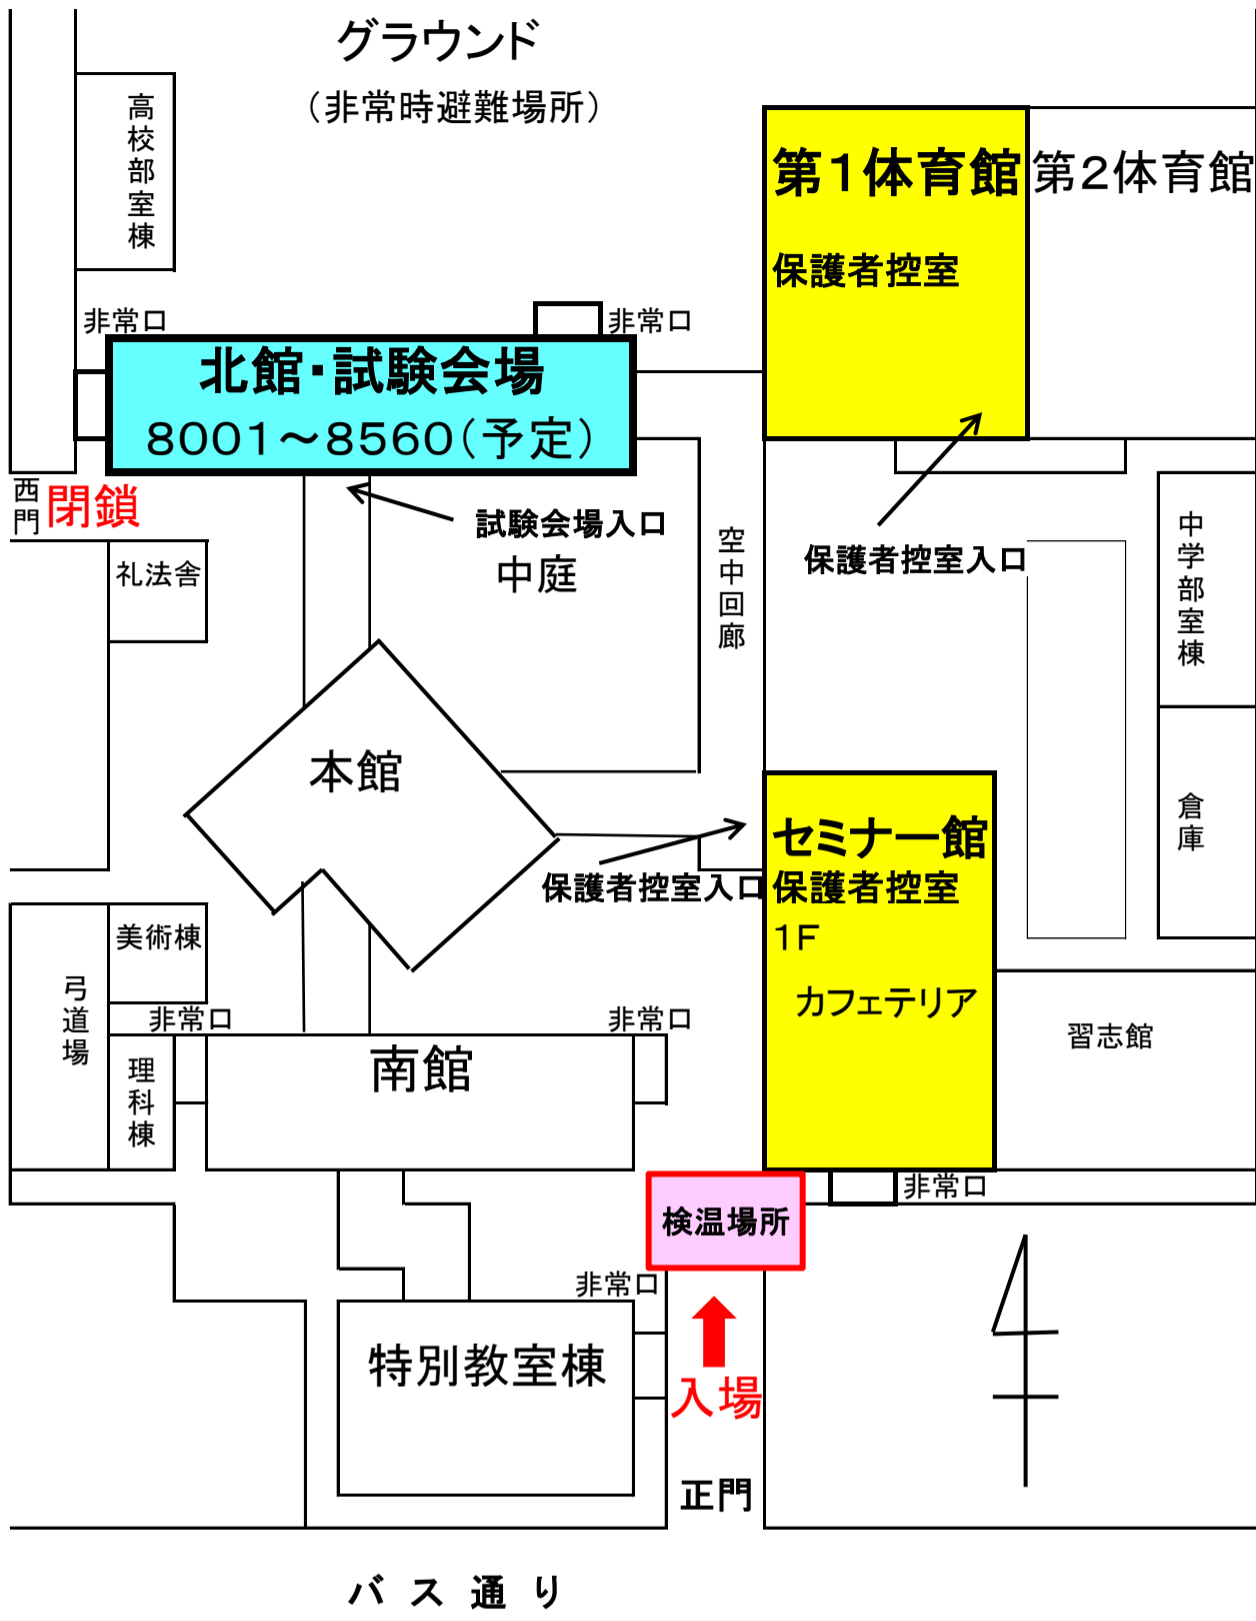 グラウンド
（非常時避難場所）
高校部室棟
第１体育館
第２体育館
保護者控室
非常口
非常口
北館・試験会場
８００１～８５６０（予定）
西門
閉鎖
試験会場入口
中庭
空中回廊
保護者控室入口
中学部室棟
礼法舎
本館
倉庫
セミナー館
保護者控室入口
保護者控室
１Ｆ
カフェテリア
美術棟
弓道場
非常口
非常口
南館
理科棟
習志館
非常口
検温場所
非常口
特別教室棟
入場
正門
バス通り